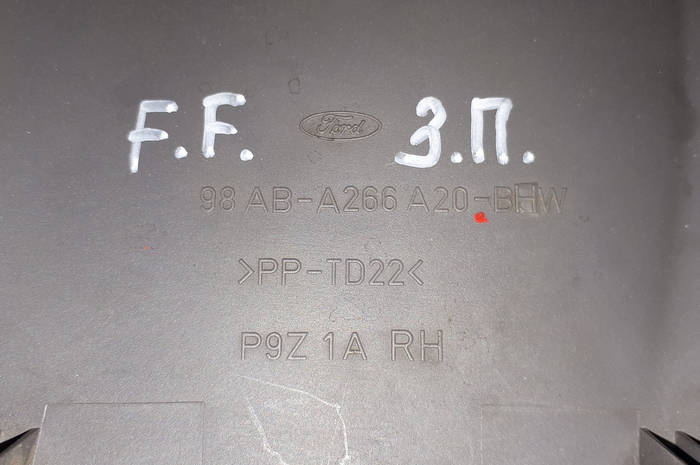 F.F. Ford З.П.
98 AB-A266 A20-BHW
>PP-TD22<
P9Z 1A RH